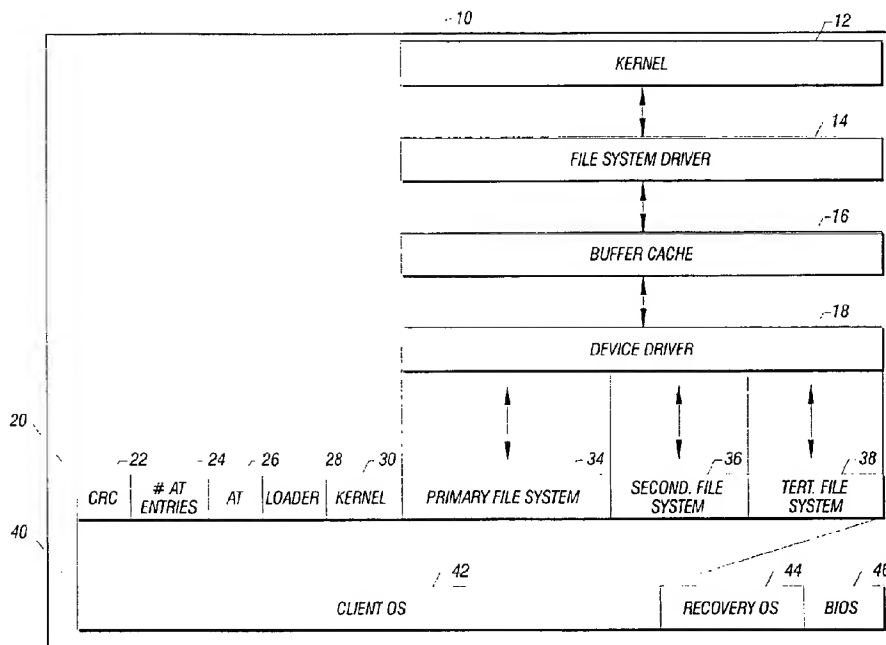 10
12
KERNEL
14
FILE SYSTEM DRIVER
16
BUFFER CACHE
18
DEVICE DRIVER
20
22
24
26
28
30
34
36
38
CRC
# AT
ENTRIES
AT
LOADER
KERNEL
PRIMARY FILE SYSTEM
SECOND. FILE
SYSTEM
TERT. FILE
SYSTEM
40
42
44
46
CLIENT OS
RECOVERY OS
BIOS